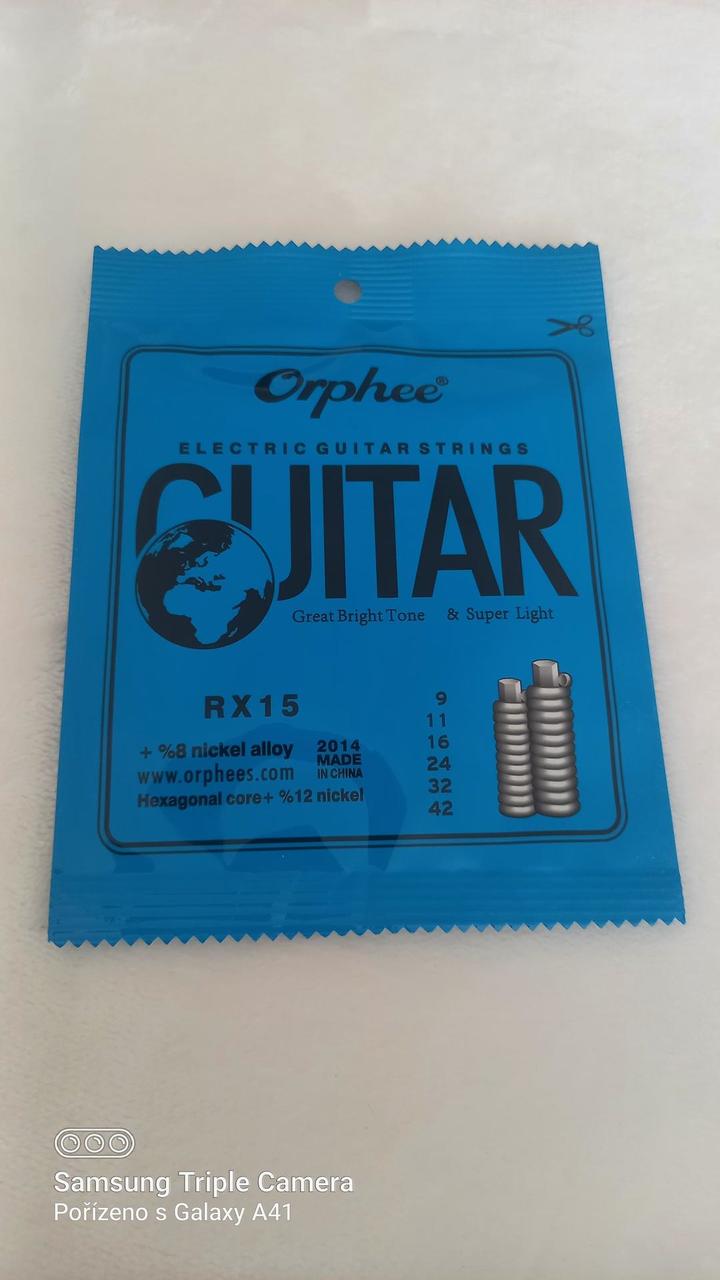 Orphee®
ELECTRIC GUITAR STRINGS
GUITAR
Great Bright Tone & Super Light
RX15
+ %8 nickel alloy
www.orphees.com
Hexagonal core+ %12 nickel
2014
MADE
IN CHINA
9
11
16
24
32
42
Samsung Triple Camera
Pořízeno s Galaxy A41